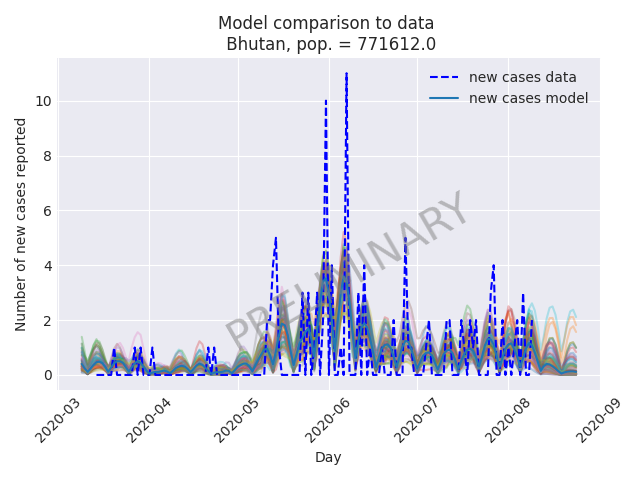 Model comparison to data
Bhutan, pop. = 771612.0
new cases data
new cases model
Number of new cases reported
10
8
6
4
2
0
PRELIMINARY
2020-03
2020-04
2020-05
2020-06
2020-07
2020-08
2020-09
Day